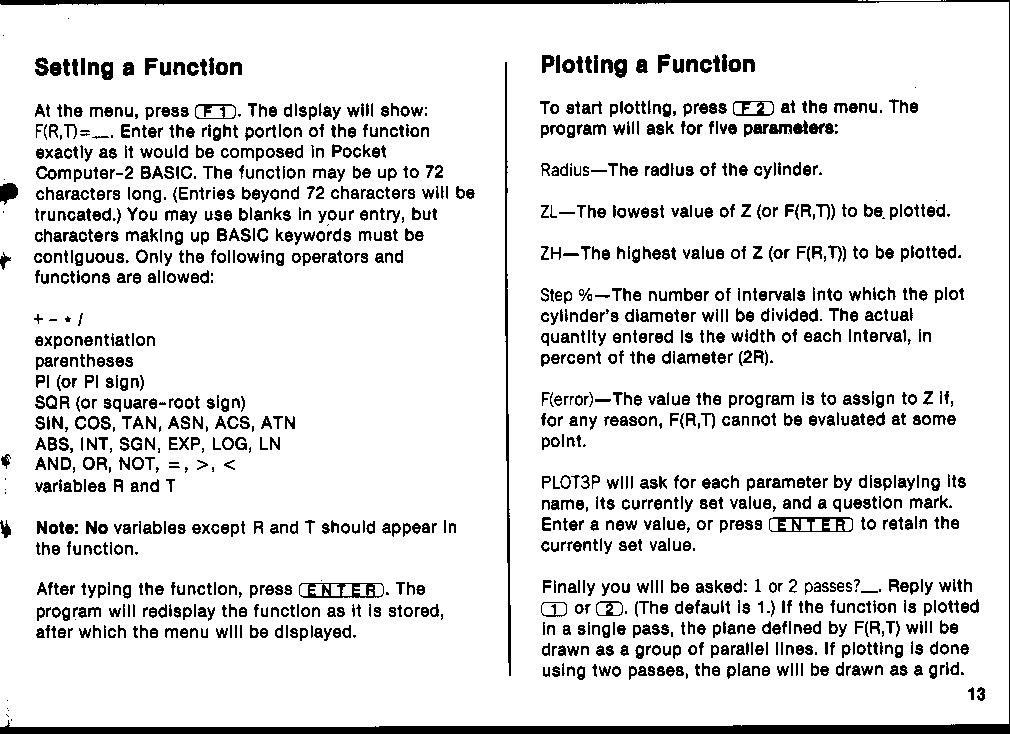 Setting a Function
At the menu, press (F 1). The display will show:
F(R,T)=_. Enter the right portion of the function
exactly as it would be composed in Pocket
Computer-2 BASIC. The function may be up to 72
characters long. (Entries beyond 72 characters will be
truncated.) You may use blanks in your entry, but
characters making up BASIC keywords must be
contiguous. Only the following operators and
functions are allowed:
+ - * /
exponentiation
parentheses
PI (or PI sign)
SQR (or square-root sign)
SIN, COS, TAN, ASN, ACS, ATN
ABS, INT, SGN, EXP, LOG, LN
AND, OR, NOT, =, >, <
variables R and T
Note: No variables except R and T should appear in
the function.
After typing the function, press (ENTER). The
program will redisplay the function as it is stored,
after which the menu will be displayed.
Plotting a Function
To start plotting, press (F 2) at the menu. The
program will ask for five parameters:
Radius—The radius of the cylinder.
ZL—The lowest value of Z (or F(R,T)) to be plotted.
ZH—The highest value of Z (or F(R,T)) to be plotted.
Step %—The number of intervals into which the plot
cylinder's diameter will be divided. The actual
quantity entered is the width of each interval, in
percent of the diameter (2R).
F(error)—The value the program is to assign to Z if,
for any reason, F(R,T) cannot be evaluated at some
point.
PLOT3P will ask for each parameter by displaying its
name, its currently set value, and a question mark.
Enter a new value, or press (ENTER) to retain the
currently set value.
Finally you will be asked: 1 or 2 passes?_. Reply with
(1) or (2). (The default is 1.) If the function is plotted
in a single pass, the plane defined by F(R,T) will be
drawn as a group of parallel lines. If plotting is done
using two passes, the plane will be drawn as a grid.
13